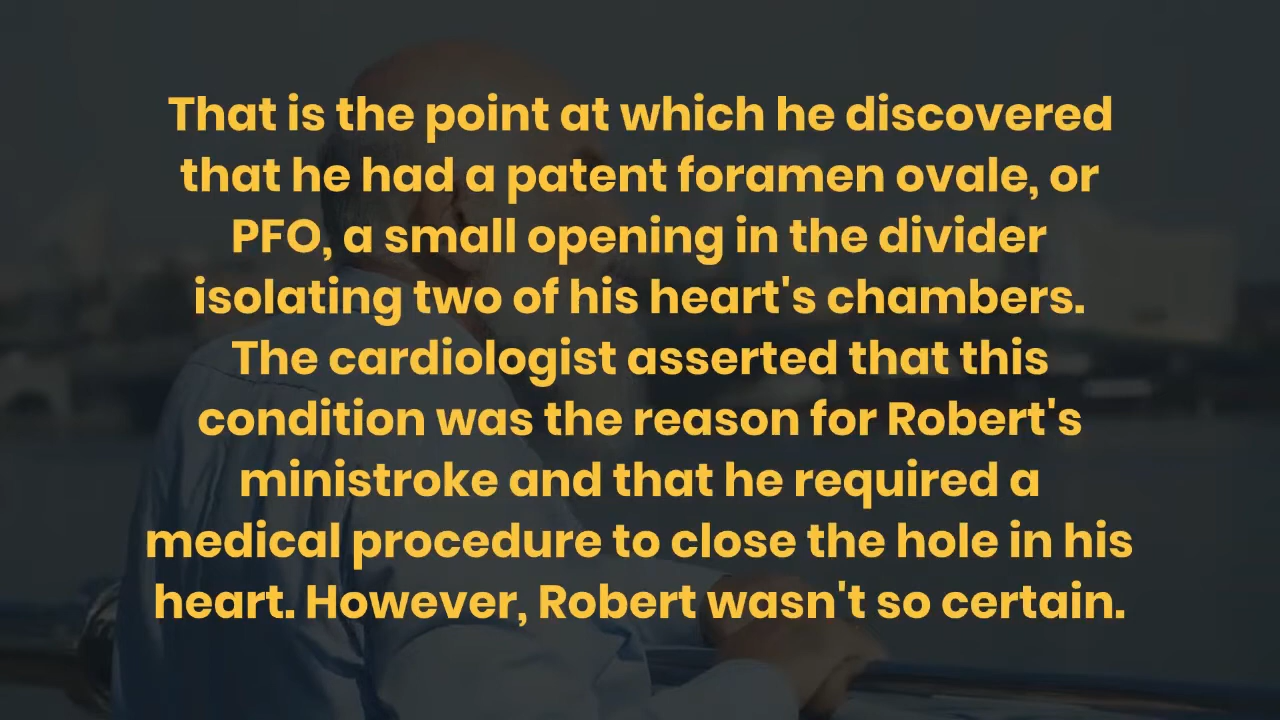 That is the point at which he discovered
that he had a patent foramen ovale, or
PFO, a small opening in the divider
isolating two of his heart's chambers.
The cardiologist asserted that this
condition was the reason for Robert's
ministroke and that he required a
medical procedure to close the hole in his
heart. However, Robert wasn't so certain.